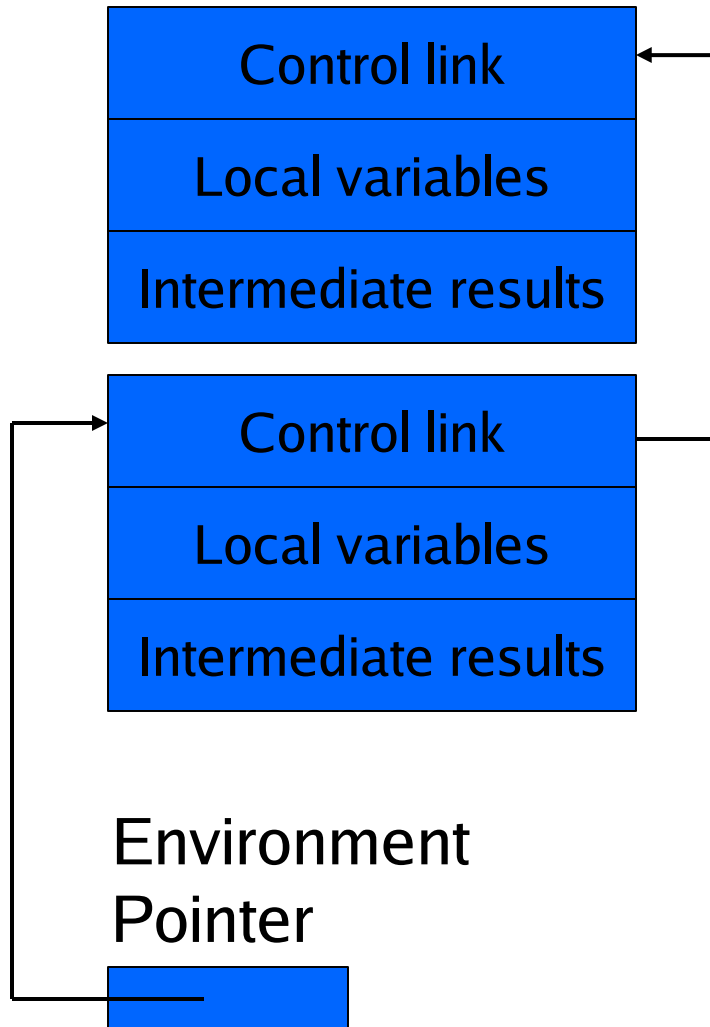 Control link
Local variables
Intermediate results
Control link
Local variables
Intermediate results
Environment
Pointer